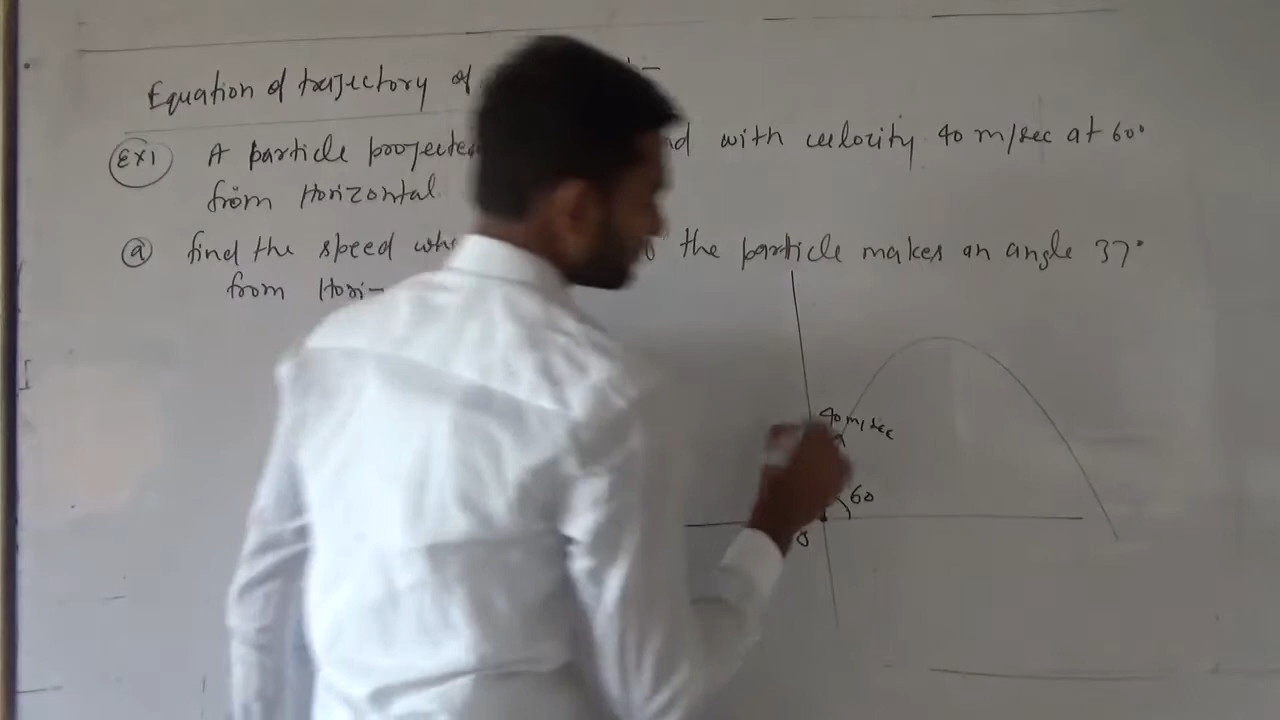 Equation of trajectory of
Ex1 A particle projected with velocity 40 m/sec at 60°
from Horizontal
a find the speed the particle makes an angle 37°
from Hori-
40 m/sec
60
O